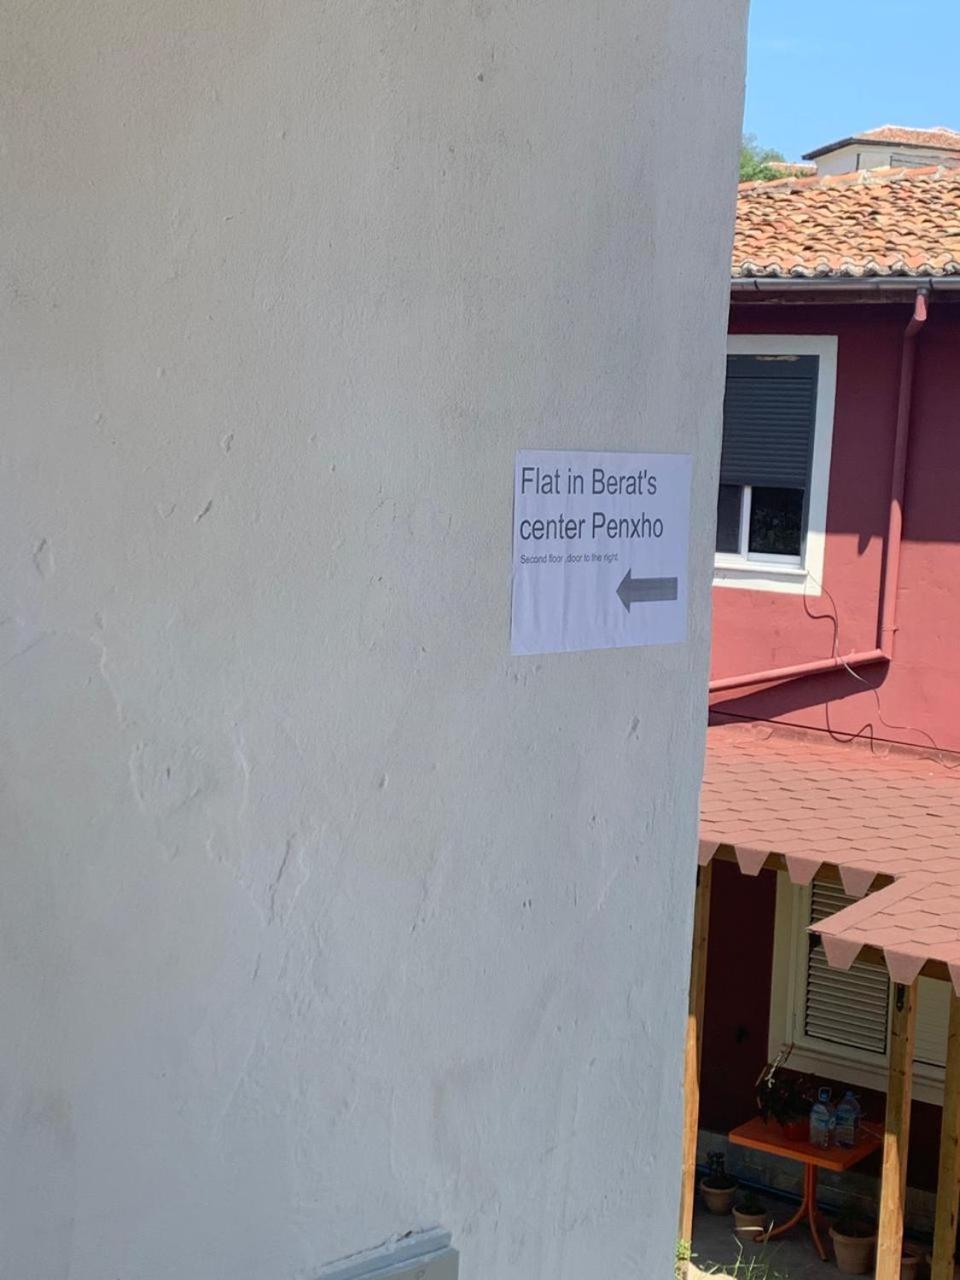 Flat in Berat's
center Penxho
Second floor ,door to the right.